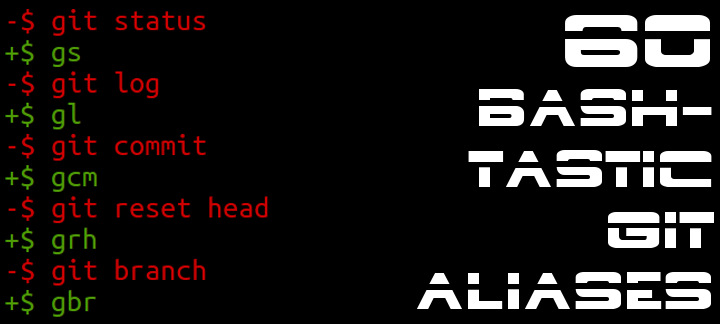 -$ git status
+$ gs
-$ git log
+$ gl
-$ git commit
+$ gcm
-$ git reset head
+$ grh
-$ git branch
+$ gbr
60
BASH-
TASTIC
GIT
ALIASES